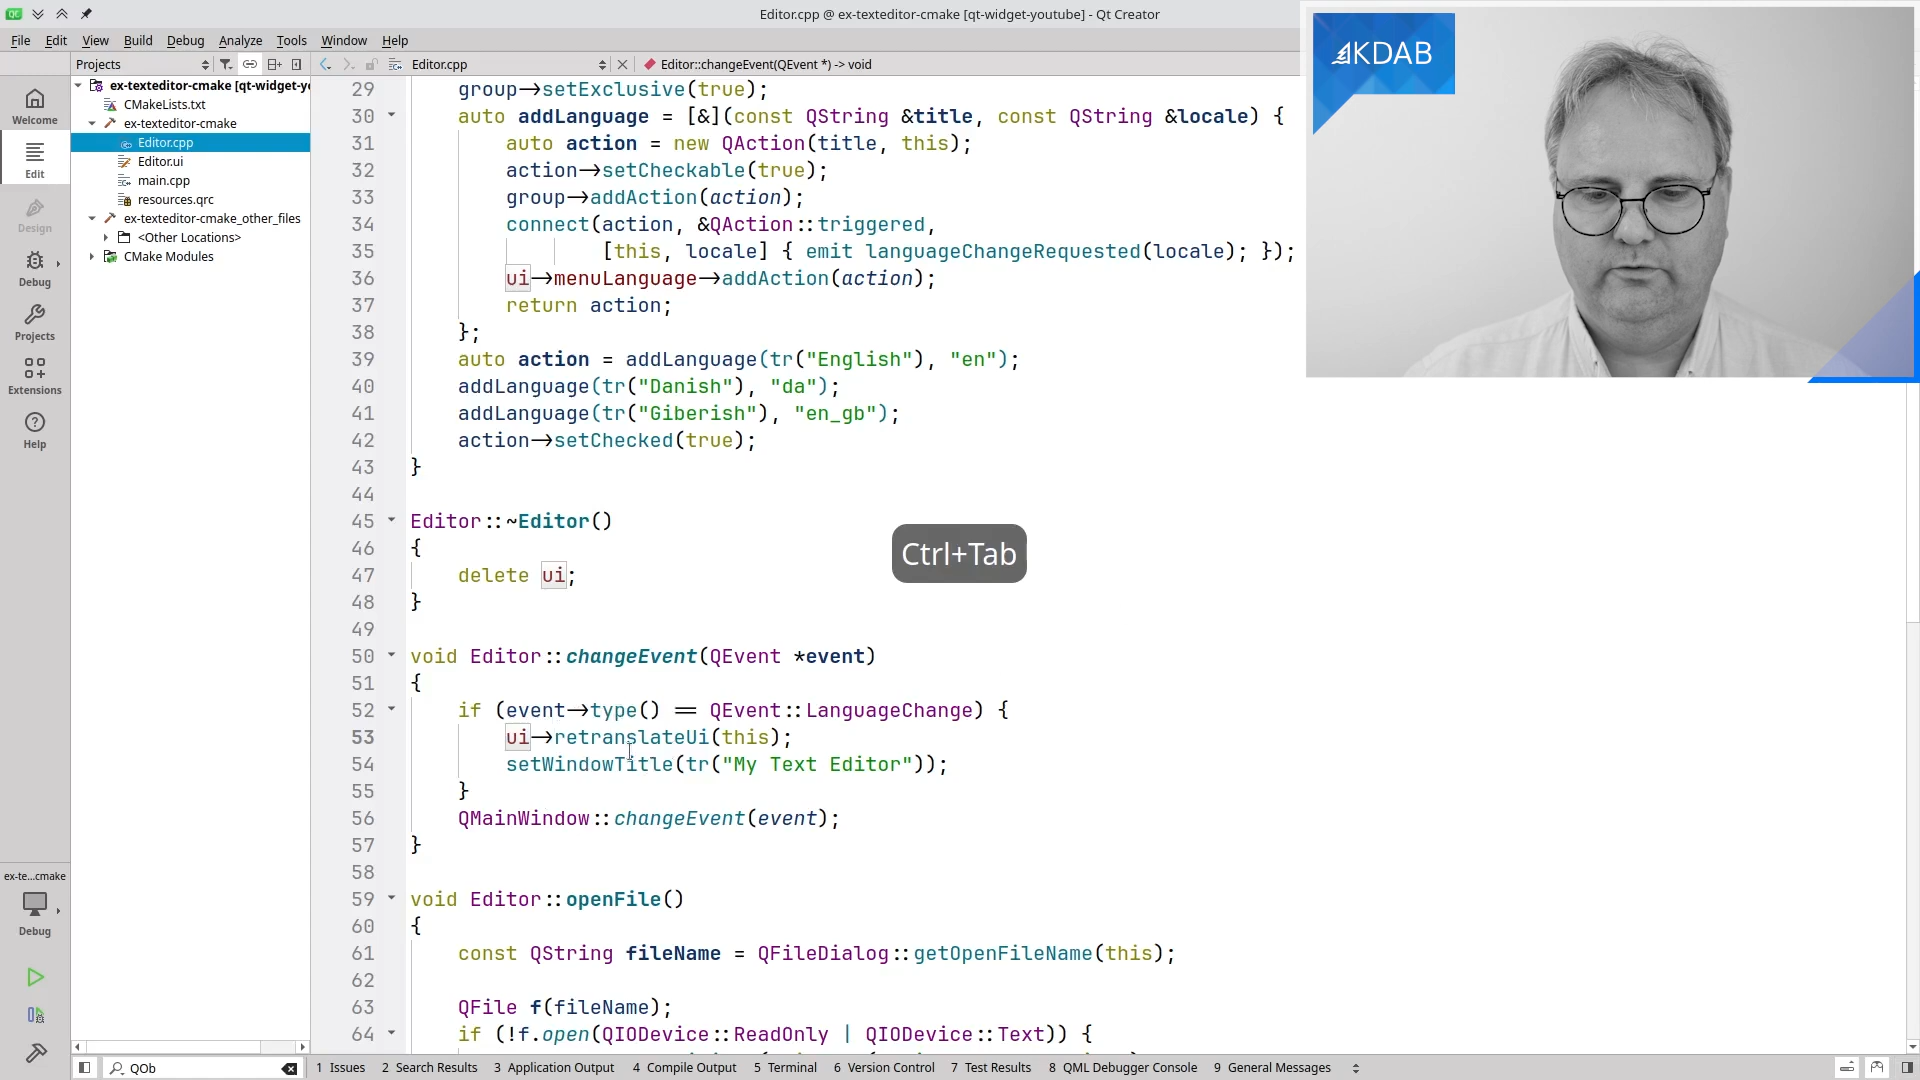 Editor.cpp @ ex-texteditor-cmake [qt-widget-youtube] - Qt Creator
File Edit View Build Debug Analyze Tools Window Help
Projects
Editor.cpp
Editor::changeEvent(QEvent *) -> void
Welcome
Edit
Design
Debug
Projects
Extensions
Help
ex-te...cmake
Debug
ex-texteditor-cmake [qt-widget-y
CMakeLists.txt
ex-texteditor-cmake
Editor.cpp
Editor.ui
main.cpp
resources.qrc
ex-texteditor-cmake_other_files
<Other Locations>
CMake Modules
29 group->setExclusive(true);
30 auto addLanguage = [&](const QString &title, const QString &locale) {
31 auto action = new QAction(title, this);
32 action->setCheckable(true);
33 group->addAction(action);
34 connect(action, &QAction::triggered,
35 [this, locale] { emit languageChangeRequested(locale); });
36 ui->menuLanguage->addAction(action);
37 return action;
38 };
39 auto action = addLanguage(tr("English"), "en");
40 addLanguage(tr("Danish"), "da");
41 addLanguage(tr("Giberish"), "en_gb");
42 action->setChecked(true);
43 }
44
45 Editor::~Editor()
46 {
47 delete ui;
48 }
49
50 void Editor::changeEvent(QEvent *event)
51 {
52 if (event->type() == QEvent::LanguageChange) {
53 ui->retranslateUi(this);
54 setWindowTitle(tr("My Text Editor"));
55 }
56 QMainWindow::changeEvent(event);
57 }
58
59 void Editor::openFile()
60 {
61 const QString fileName = QFileDialog::getOpenFileName(this);
62
63 QFile f(fileName);
64 if (!f.open(QIODevice::ReadOnly | QIODevice::Text)) {
Ctrl+Tab
KDAB
QOb
1 Issues 2 Search Results 3 Application Output 4 Compile Output 5 Terminal 6 Version Control 7 Test Results 8 QML Debugger Console 9 General Messages